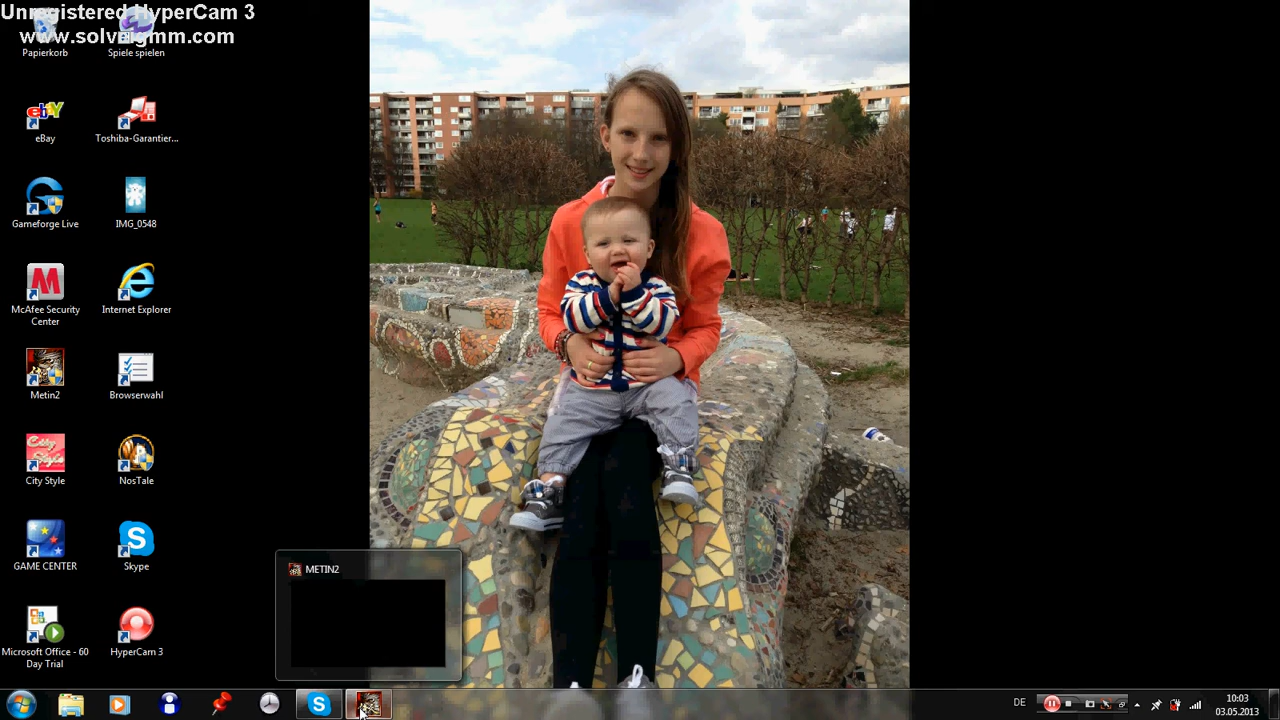 Unregistered HyperCam 3
www.solveigmm.com
Papierkorb
Spiele spielen
eBay
Toshiba-Garantier...
Gameforge Live
IMG_0548
McAfee Security
Center
Internet Explorer
Metin2
Browserwahl
City Style
NosTale
GAME CENTER
Skype
Microsoft Office - 60
Day Trial
HyperCam 3
METIN2
DE
10:03
03.05.2013